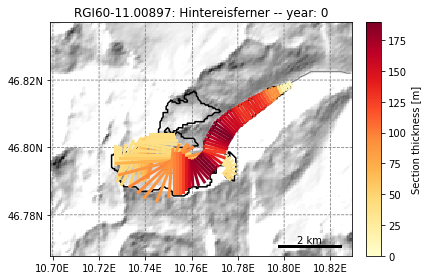 RGI60-11.00897: Hintereisferner -- year: 0
46.82N
46.80N
46.78N
10.70E
10.72E
10.74E
10.76E
10.78E
10.80E
10.82E
2 km
175
150
125
100
75
50
25
0
Section thickness [m]